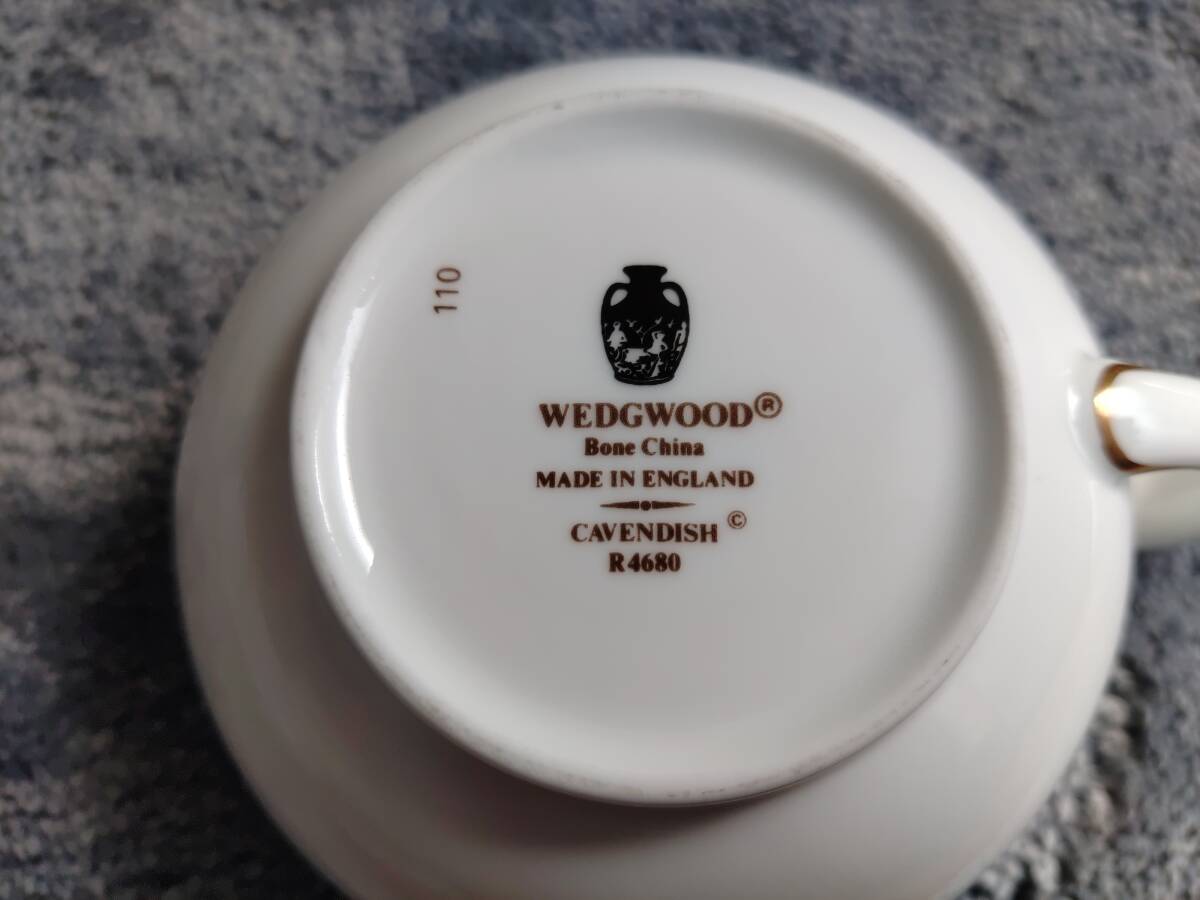 110
WEDGWOOD®
Bone China
MADE IN ENGLAND
CAVENDISH ©
R4680